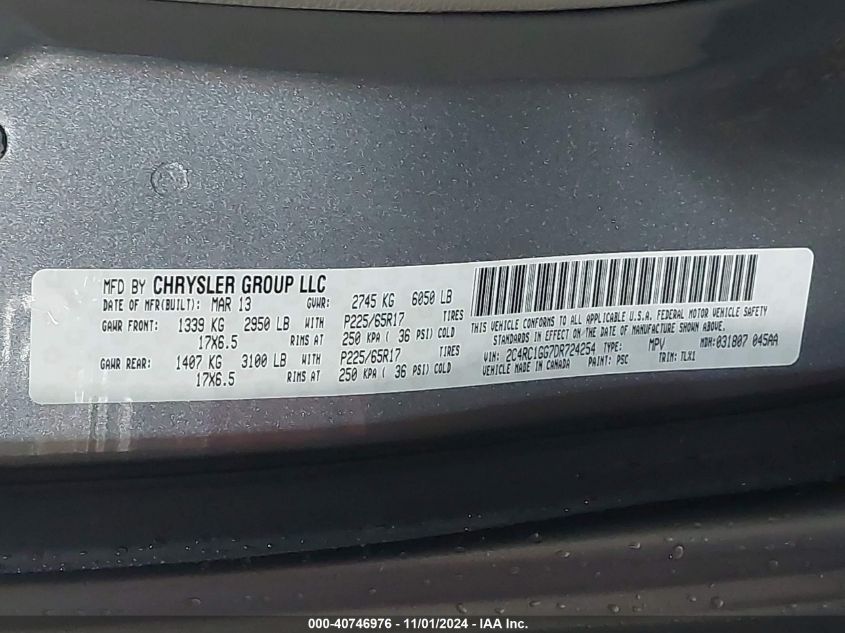 MFD BY CHRYSLER GROUP LLC
DATE OF MFR(BUILT): MAR 13 GVWR: 2745 KG 6050 LB
GAWR FRONT: 1339 KG 2950 LB WITH P225/65R17 TIRES
17X6.5 RIMS AT 250 KPA ( 36 PSI) COLD
GAWR REAR: 1407 KG 3100 LB WITH P225/65R17 TIRES
17X6.5 RIMS AT 250 KPA ( 36 PSI) COLD
THIS VEHICLE CONFORMS TO ALL APPLICABLE U.S.A. FEDERAL MOTOR VEHICLE SAFETY
STANDARDS IN EFFECT ON THE DATE OF MANUFACTURE SHOWN ABOVE.
VIN: 2C4RC1GG7DR724254 TYPE: MPV MDH: 031807 045AA
MADE IN CANADA PAINT: PSC TRIM: TLX1
000-40746976 - 11/01/2024 - IAA Inc.